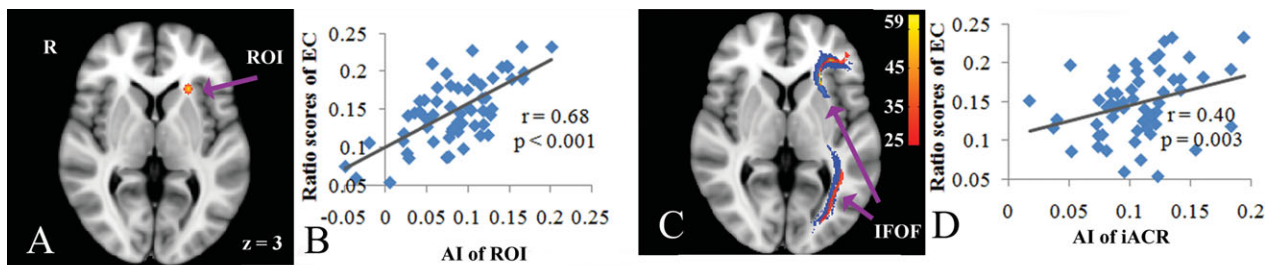 R
ROI
A
z = 3
Ratio scores of EC
0.25
0.2
0.15
0.1
0.05
r = 0.68
p < 0.001
-0.05 0 0.05 0.1 0.15 0.2 0.25
B
AI of ROI
59
45
35
25
C
IFOF
Ratio scores of EC
0.25
0.20
0.15
0.1
0.05
r = 0.40
p = 0.003
0 0.05 0.1 0.15 0.2
D
AI of iACR